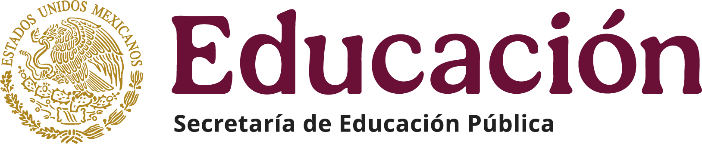 ESTADOS UNIDOS MEXICANOS
Educación
Secretaría de Educación Pública